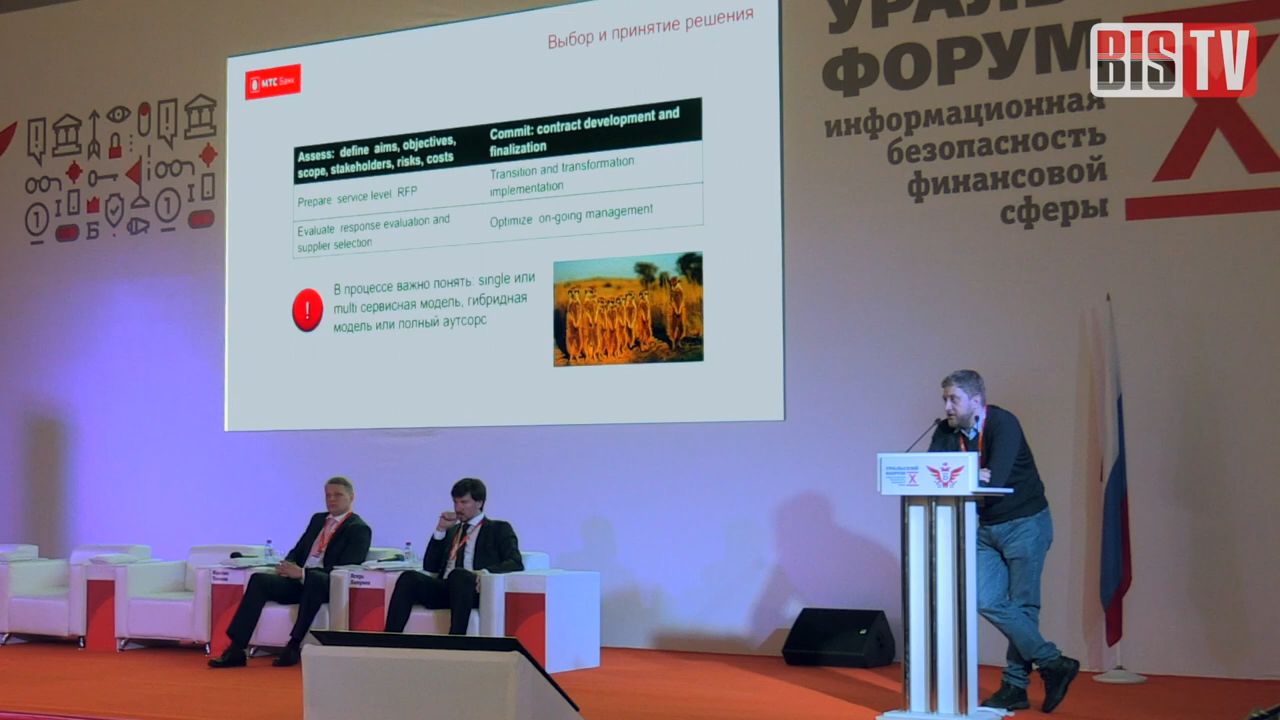 Выбор и принятие решения
МТС Банк
Assess: define aims, objectives,
scope, stakeholders, risks, costs
Commit: contract development and
finalization
Prepare service level RFP
Transition and transformation
implementation
Evaluate response evaluation and
supplier selection
Optimize on-going management
!
В процессе важно понять: single или
multi сервисная модель, гибридная
модель или полный аутсорс
ФОРУМ
информационная
безопасность
финансовой
сферы
X
BIS TV
УРАЛЬСКИЙ
ФОРУМ
X